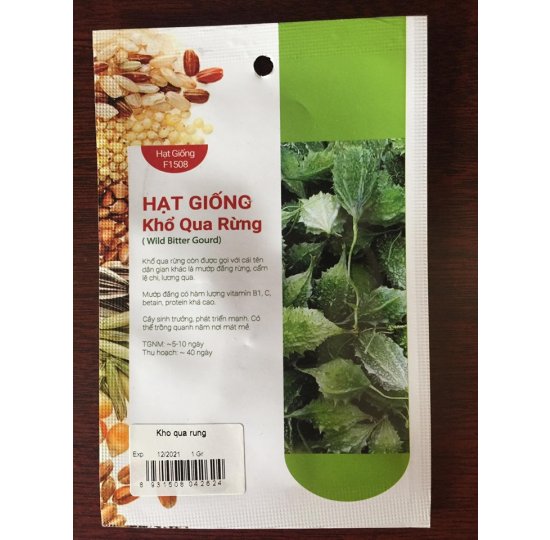 Hạt Giống
F1508
HẠT GIỐNG
Khổ Qua Rừng
( Wild Bitter Gourd)
Khổ qua rừng còn được gọi với cái tên
dân gian khác là mướp đắng rừng, cẩm
lệ chi, lương qua.
Mướp đắng có hàm lượng vitamin B1, C,
betain, protein khá cao.
Cây sinh trưởng, phát triển mạnh. Có
thể trồng quanh năm nơi mát mẻ.
TGNM: ~5-10 ngày
Thu hoạch: ~ 40 ngày
Kho qua rung
Exp. 12/2021 1 Gr
8 931508 042624